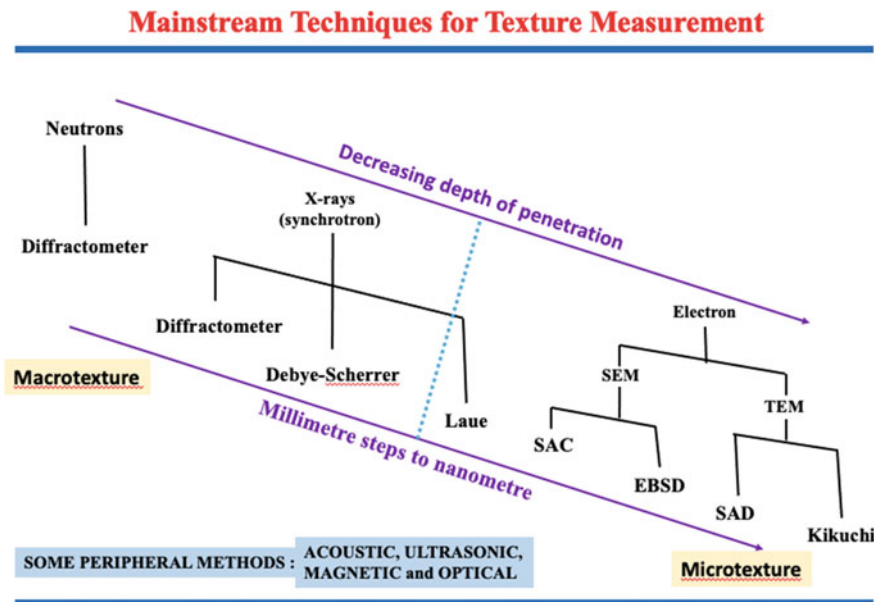 Mainstream Techniques for Texture Measurement
Neutrons
Diffractometer
Decreasing depth of penetration
X-rays
(synchrotron)
Diffractometer
Debye-Scherrer
Laue
Macrotexture
Millimetre steps to nanometre
Electron
SEM
TEM
SAC
EBSD
SAD
Kikuchi
SOME PERIPHERAL METHODS :
ACOUSTIC, ULTRASONIC,
MAGNETIC and OPTICAL
Microtexture